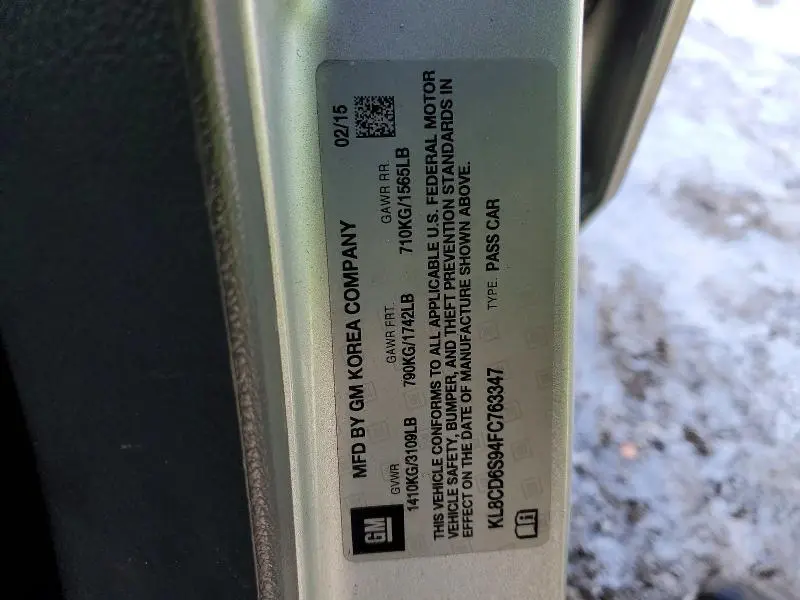 GM
MFD BY GM KOREA COMPANY 02/15
GVWR GAWR FRT. GAWR RR.
1410KG/3109LB 790KG/1742LB 710KG/1565LB
THIS VEHICLE CONFORMS TO ALL APPLICABLE U.S. FEDERAL MOTOR
VEHICLE SAFETY, BUMPER, AND THEFT PREVENTION STANDARDS IN
EFFECT ON THE DATE OF MANUFACTURE SHOWN ABOVE.
KL8CD6S94FC763347 TYPE: PASS CAR